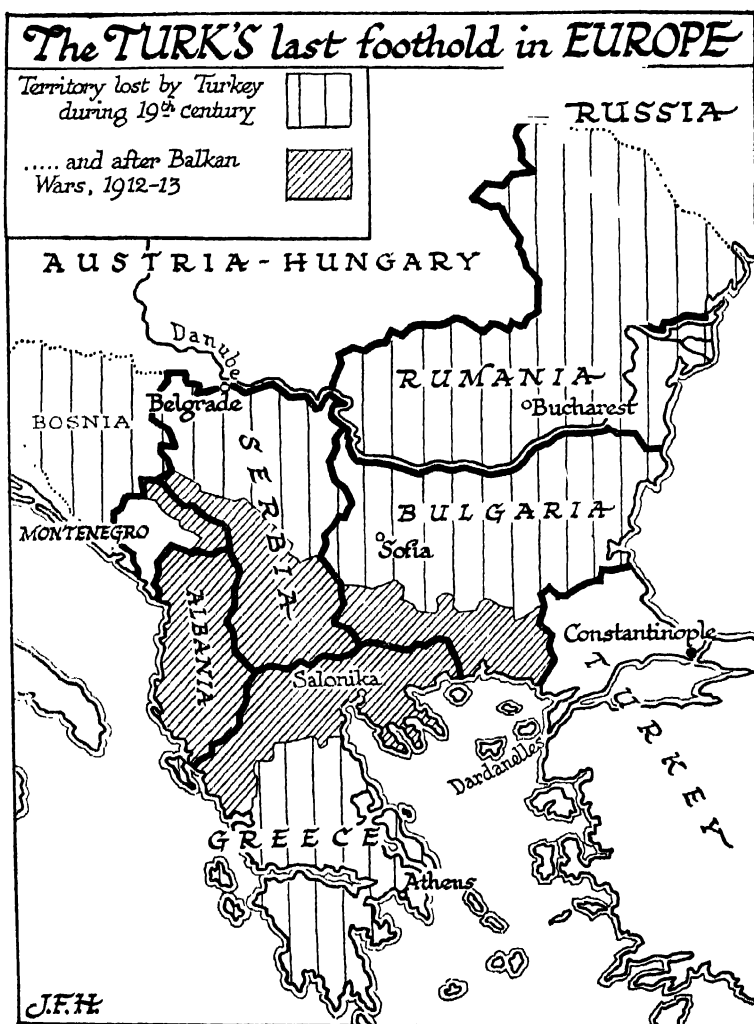 The TURK'S last foothold in EUROPE
Territory lost by Turkey
during 19th century
..... and after Balkan
Wars, 1912-13
RUSSIA
AUSTRIA-HUNGARY
Danube
RUMANIA
Bucharest
Belgrade
BOSNIA
SERBIA
BULGARIA
MONTENEGRO
Sofia
ALBANIA
Constantinople
Salonika
TURKEY
Dardanelles
GREECE
Athens
J.F.H.